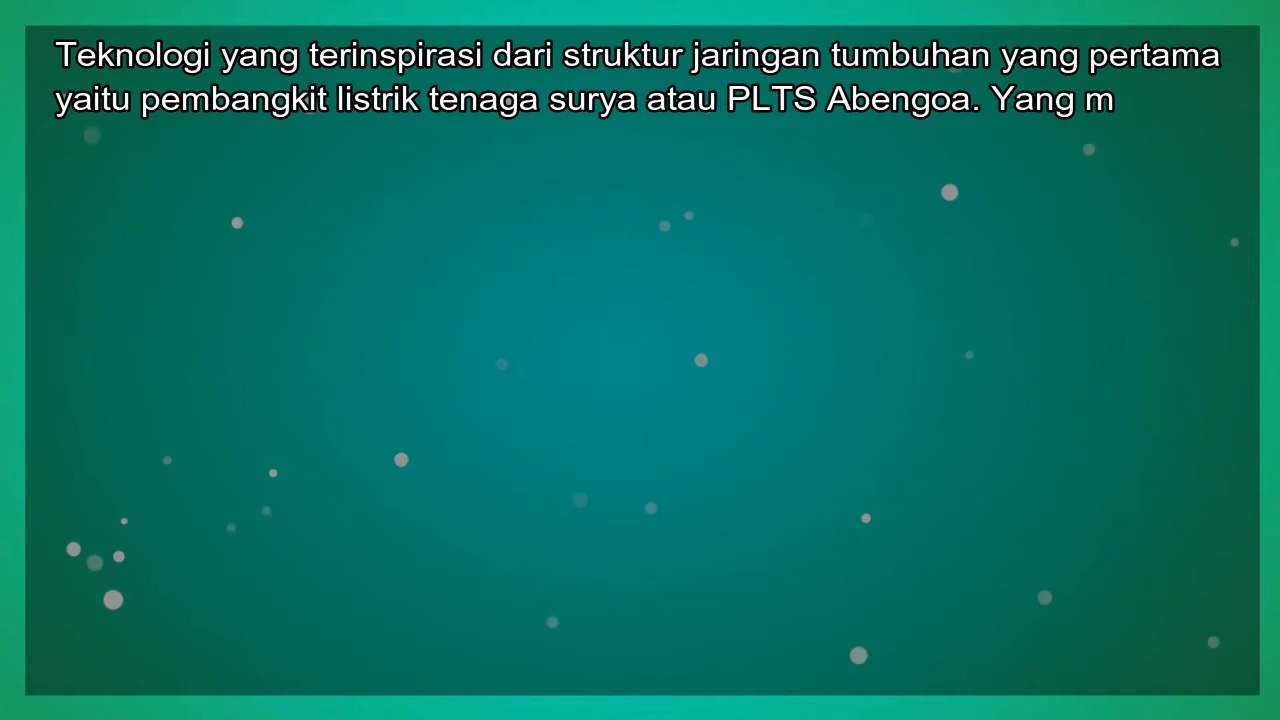 Teknologi yang terinspirasi dari struktur jaringan tumbuhan yang pertama
yaitu pembangkit listrik tenaga surya atau PLTS Abengoa. Yang m